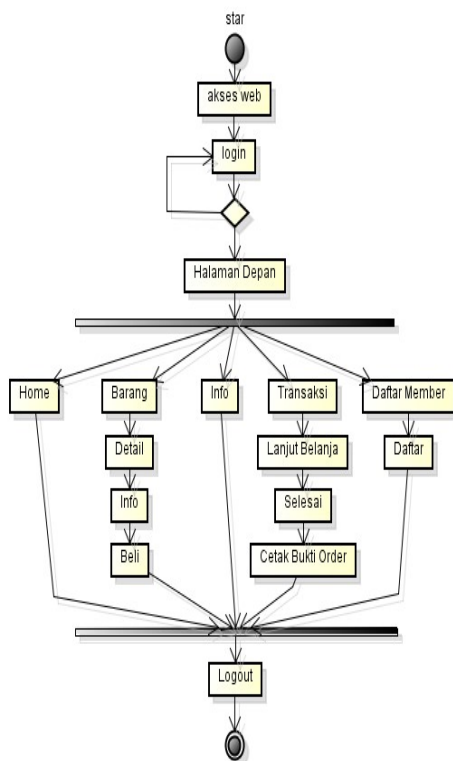 star
akses web
login
Halaman Depan
Home
Barang
Info
Transaksi
Daftar Member
Detail
Lanjut Belanja
Daftar
Info
Selesai
Beli
Cetak Bukti Order
Logout